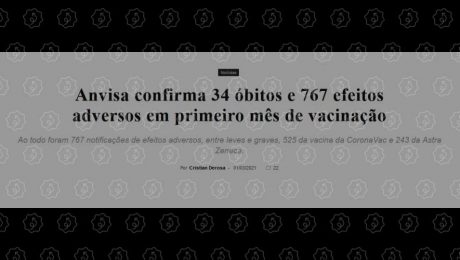 Notícias
Anvisa confirma 34 óbitos e 767 efeitos
adversos em primeiro mês de vacinação
Ao todo foram 767 notificações de efeitos adversos, entre leves e graves, 525 da vacina da CoronaVac e 243 da Astra
Zeneca.
Por Cristian Derosa - 01/03/2021 22